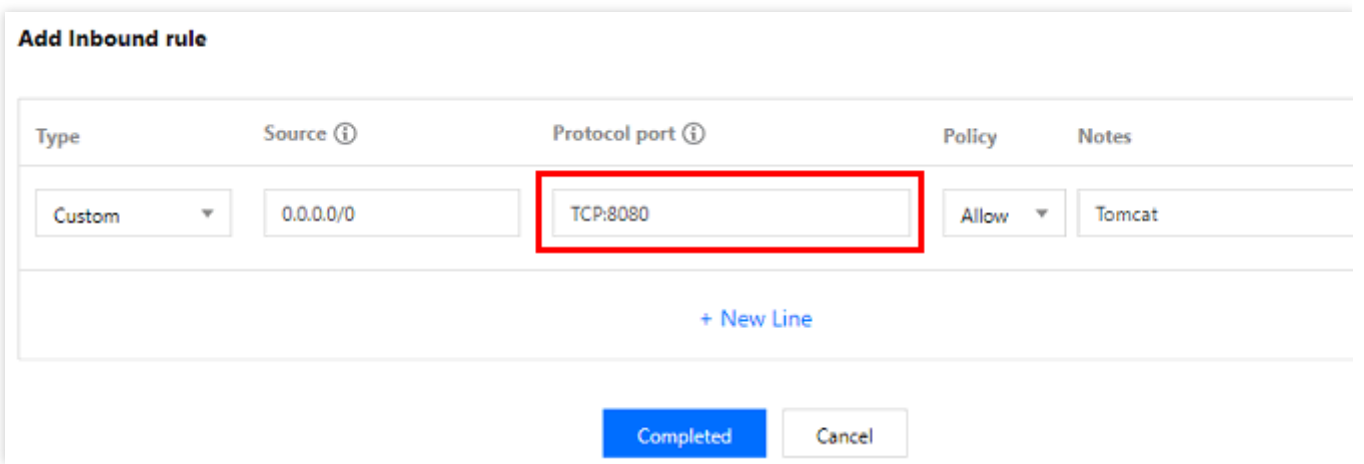 Add Inbound rule
Type Source Protocol port Policy Notes
Custom 0.0.0.0/0 TCP:8080 Allow Tomcat
+ New Line
Completed Cancel